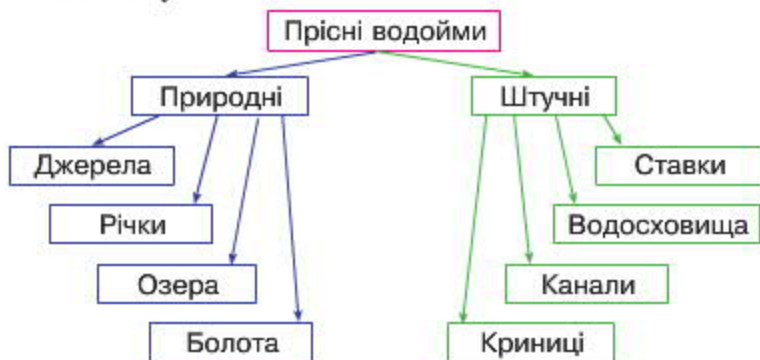 Прісні водойми
Природні
Штучні
Джерела
Ставки
Річки
Водосховища
Озера
Канали
Болота
Криниці